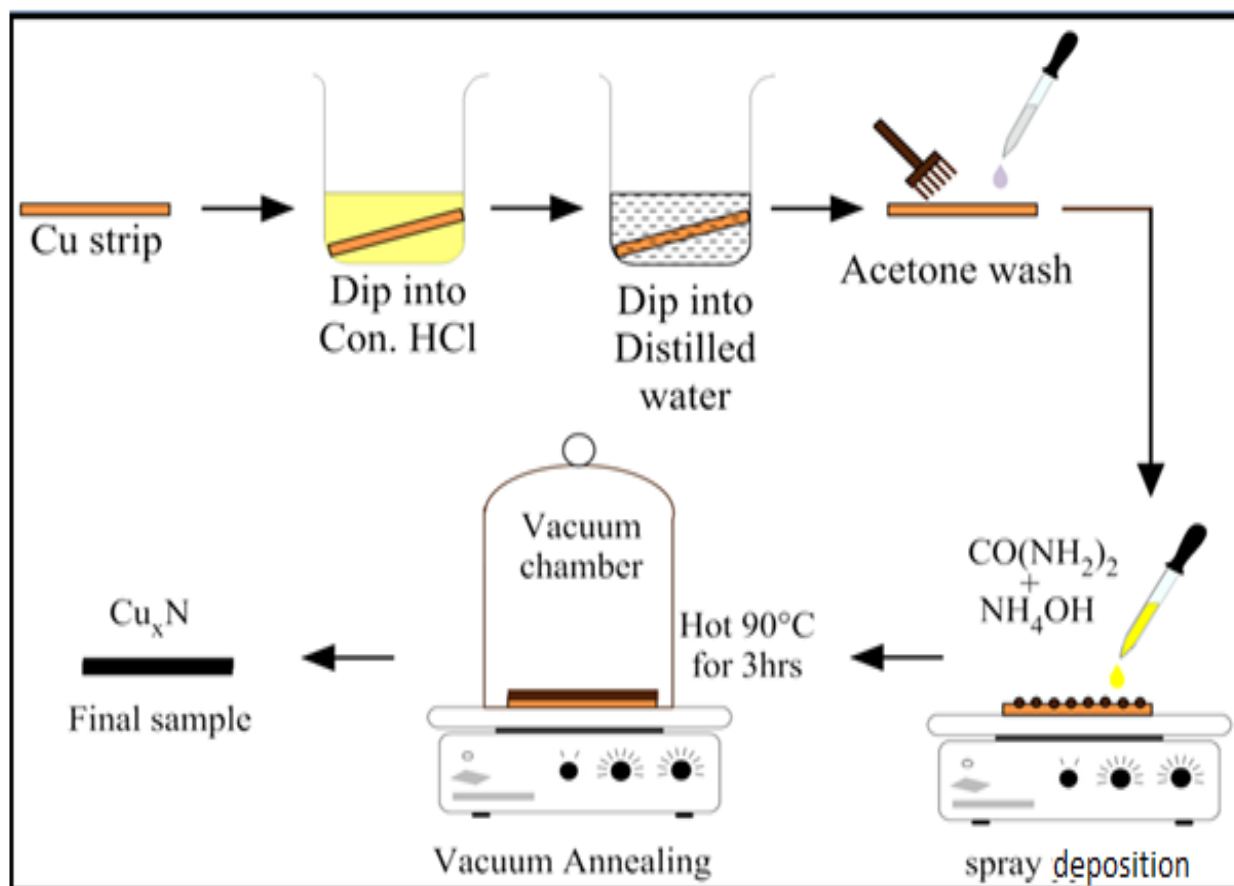 Cu strip
Dip into
Con. HCl
Dip into
Distilled
water
Acetone wash
CO(NH₂)₂
+
NH₄OH
spray deposition
Hot 90°C
for 3hrs
Vacuum
chamber
Vacuum Annealing
CuₓN
Final sample